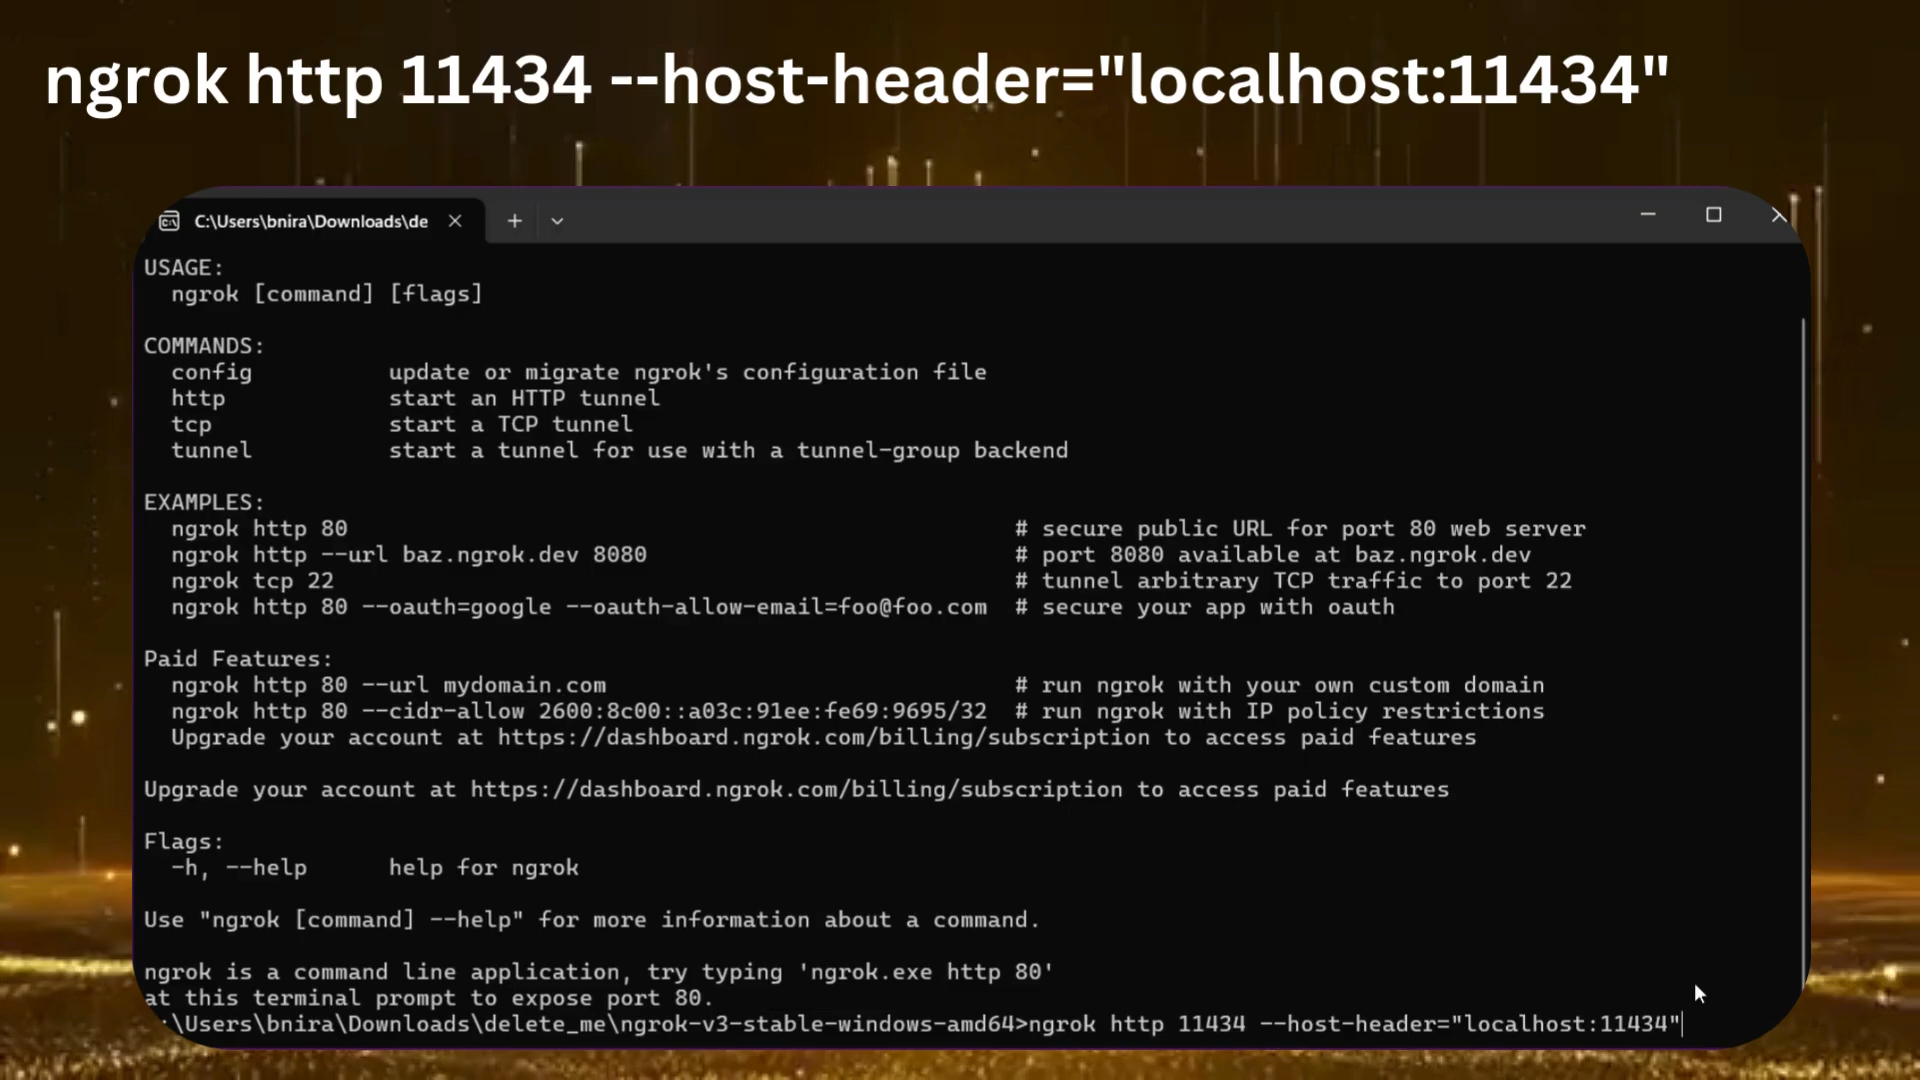 ngrok http 11434 --host-header="localhost:11434"
C:\Users\bnira\Downloads\de
USAGE:
ngrok [command] [flags]
COMMANDS:
config update or migrate ngrok's configuration file
http start an HTTP tunnel
tcp start a TCP tunnel
tunnel start a tunnel for use with a tunnel-group backend
EXAMPLES:
ngrok http 80 # secure public URL for port 80 web server
ngrok http --url baz.ngrok.dev 8080 # port 8080 available at baz.ngrok.dev
ngrok tcp 22 # tunnel arbitrary TCP traffic to port 22
ngrok http 80 --oauth=google --oauth-allow-email=foo@foo.com # secure your app with oauth
Paid Features:
ngrok http 80 --url mydomain.com # run ngrok with your own custom domain
ngrok http 80 --cidr-allow 2600:8c00::a03c:91ee:fe69:9695/32 # run ngrok with IP policy restrictions
Upgrade your account at https://dashboard.ngrok.com/billing/subscription to access paid features
Upgrade your account at https://dashboard.ngrok.com/billing/subscription to access paid features
Flags:
-h, --help help for ngrok
Use "ngrok [command] --help" for more information about a command.
ngrok is a command line application, try typing 'ngrok.exe http 80'
at this terminal prompt to expose port 80.
:\Users\bnira\Downloads\delete_me\ngrok-v3-stable-windows-amd64>ngrok http 11434 --host-header="localhost:11434"